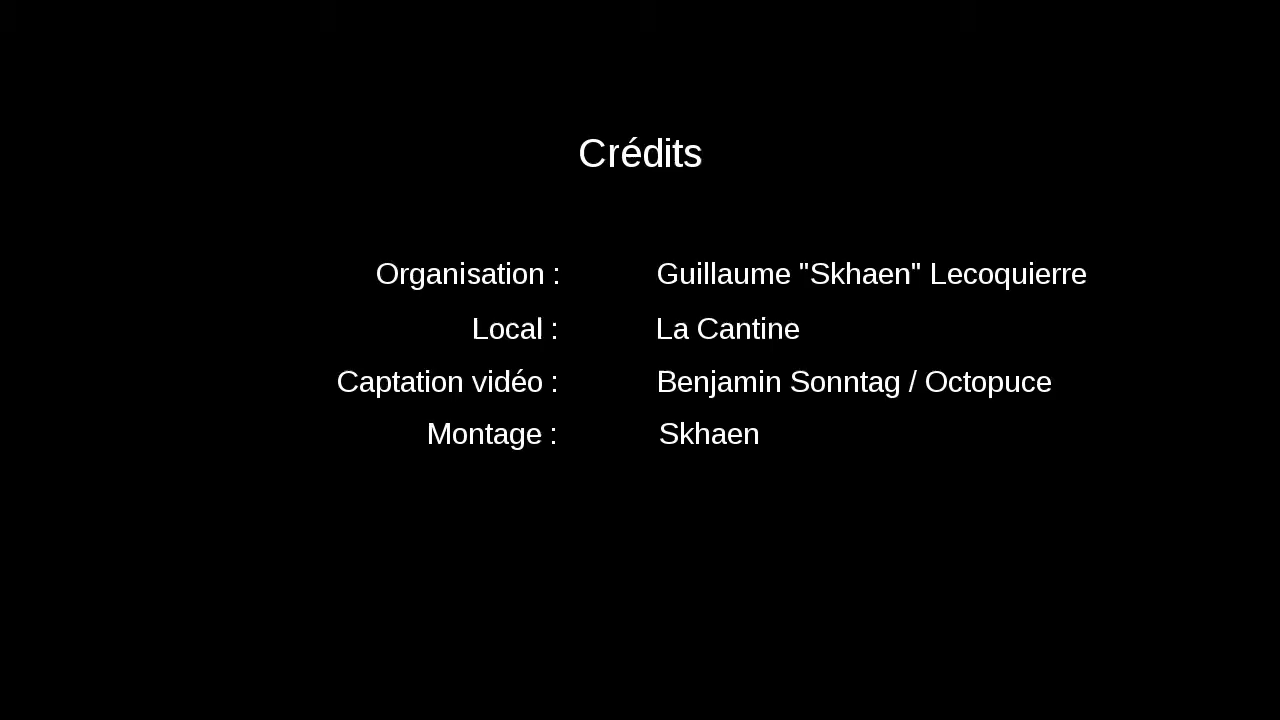 Crédits
Organisation : Guillaume "Skhaen" Lecoquierre
Local : La Cantine
Captation vidéo : Benjamin Sonntag / Octopuce
Montage : Skhaen